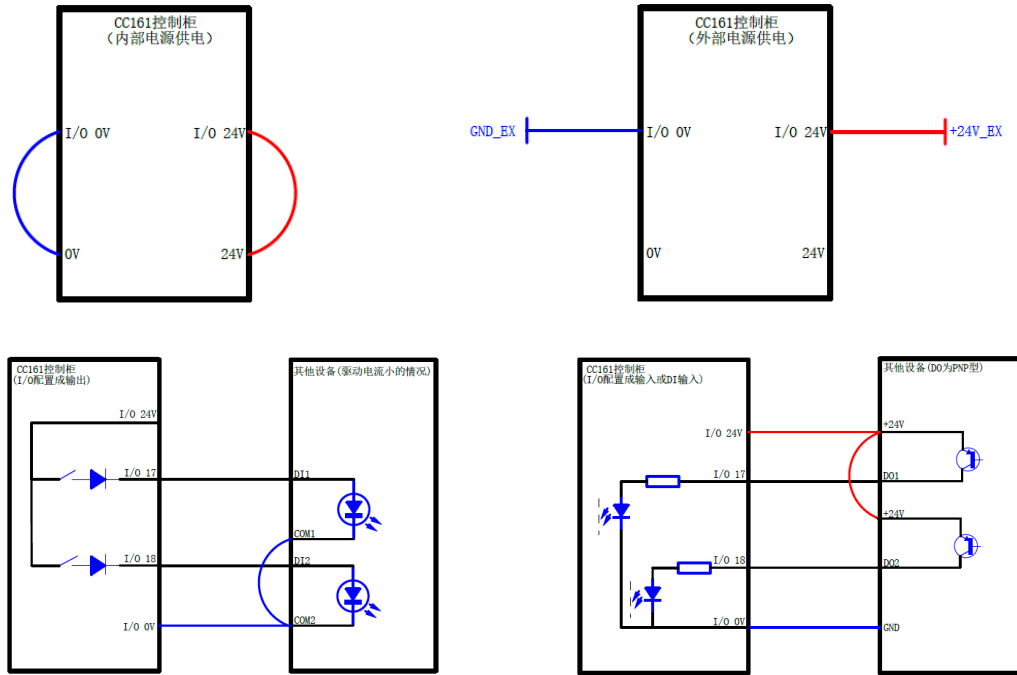 CC161控制柜
（内部电源供电）
I/O 0V
I/O 24V
0V
24V
CC161控制柜
（外部电源供电）
GND_EX
I/O 0V
I/O 24V
+24V_EX
0V
24V
CC161控制柜
(I/O配置成输出)
I/O 24V
I/O 17
I/O 18
I/O 0V
其他设备(驱动电流小的情况)
DI1
COM1
DI2
COM2
CC161控制柜
(I/O配置成输入或DI输入)
I/O 24V
I/O 17
I/O 18
I/O 0V
其他设备(DO为PNP型)
+24V
DO1
+24V
DO2
GND